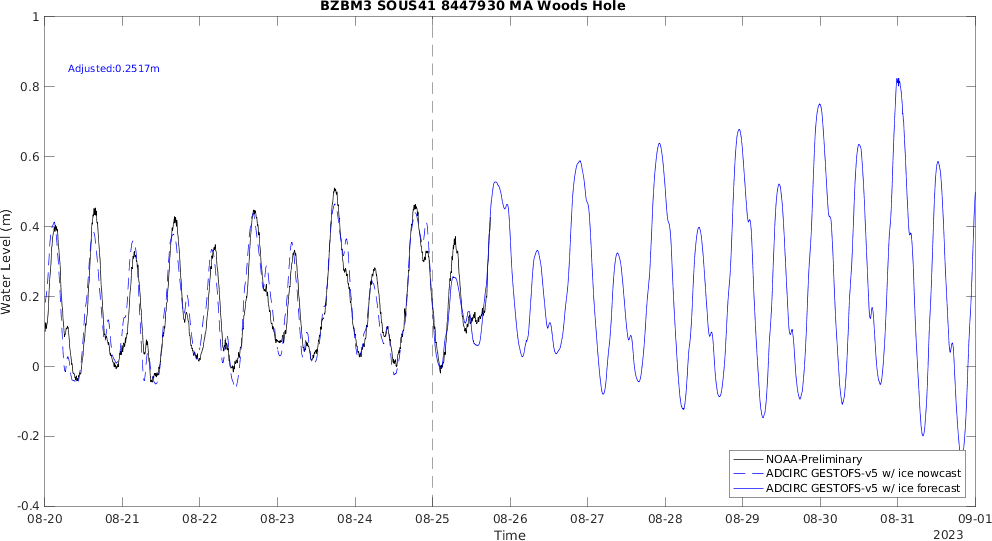 BZBM3 SOUS41 8447930 MA Woods Hole
Adjusted:0.2517m
Water Level (m)
1
0.8
0.6
0.4
0.2
0
-0.2
-0.4
NOAA-Preliminary
ADCIRC GESTOFS-v5 w/ ice nowcast
ADCIRC GESTOFS-v5 w/ ice forecast
08-20 08-21 08-22 08-23 08-24 08-25 08-26 08-27 08-28 08-29 08-30 08-31 09-01
Time
2023